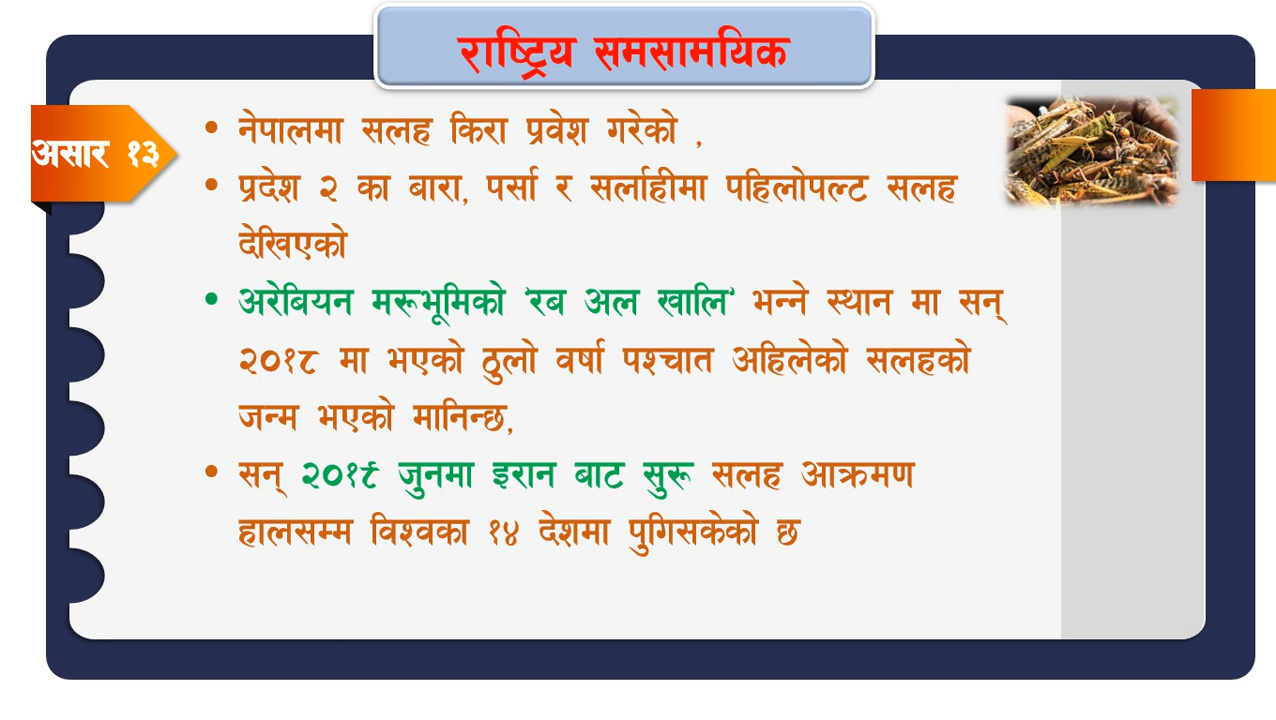 राष्ट्रिय समसामयिक
असार १३
• नेपालमा सलह किरा प्रवेश गरेको ,
• प्रदेश २ का बारा, पर्सा र सर्लाहीमा पहिलोपल्ट सलह
देखिएको
• अरेबियन मरूभूमिको 'रब अल खालि' भन्ने स्थान मा सन्
२०१८ मा भएको ठुलो वर्षा पश्चात अहिलेको सलहको
जन्म भएको मानिन्छ,
• सन् २०१९ जुनमा इरान बाट सुरू सलह आक्रमण
हालसम्म विश्वका १४ देशमा पुगिसकेको छ